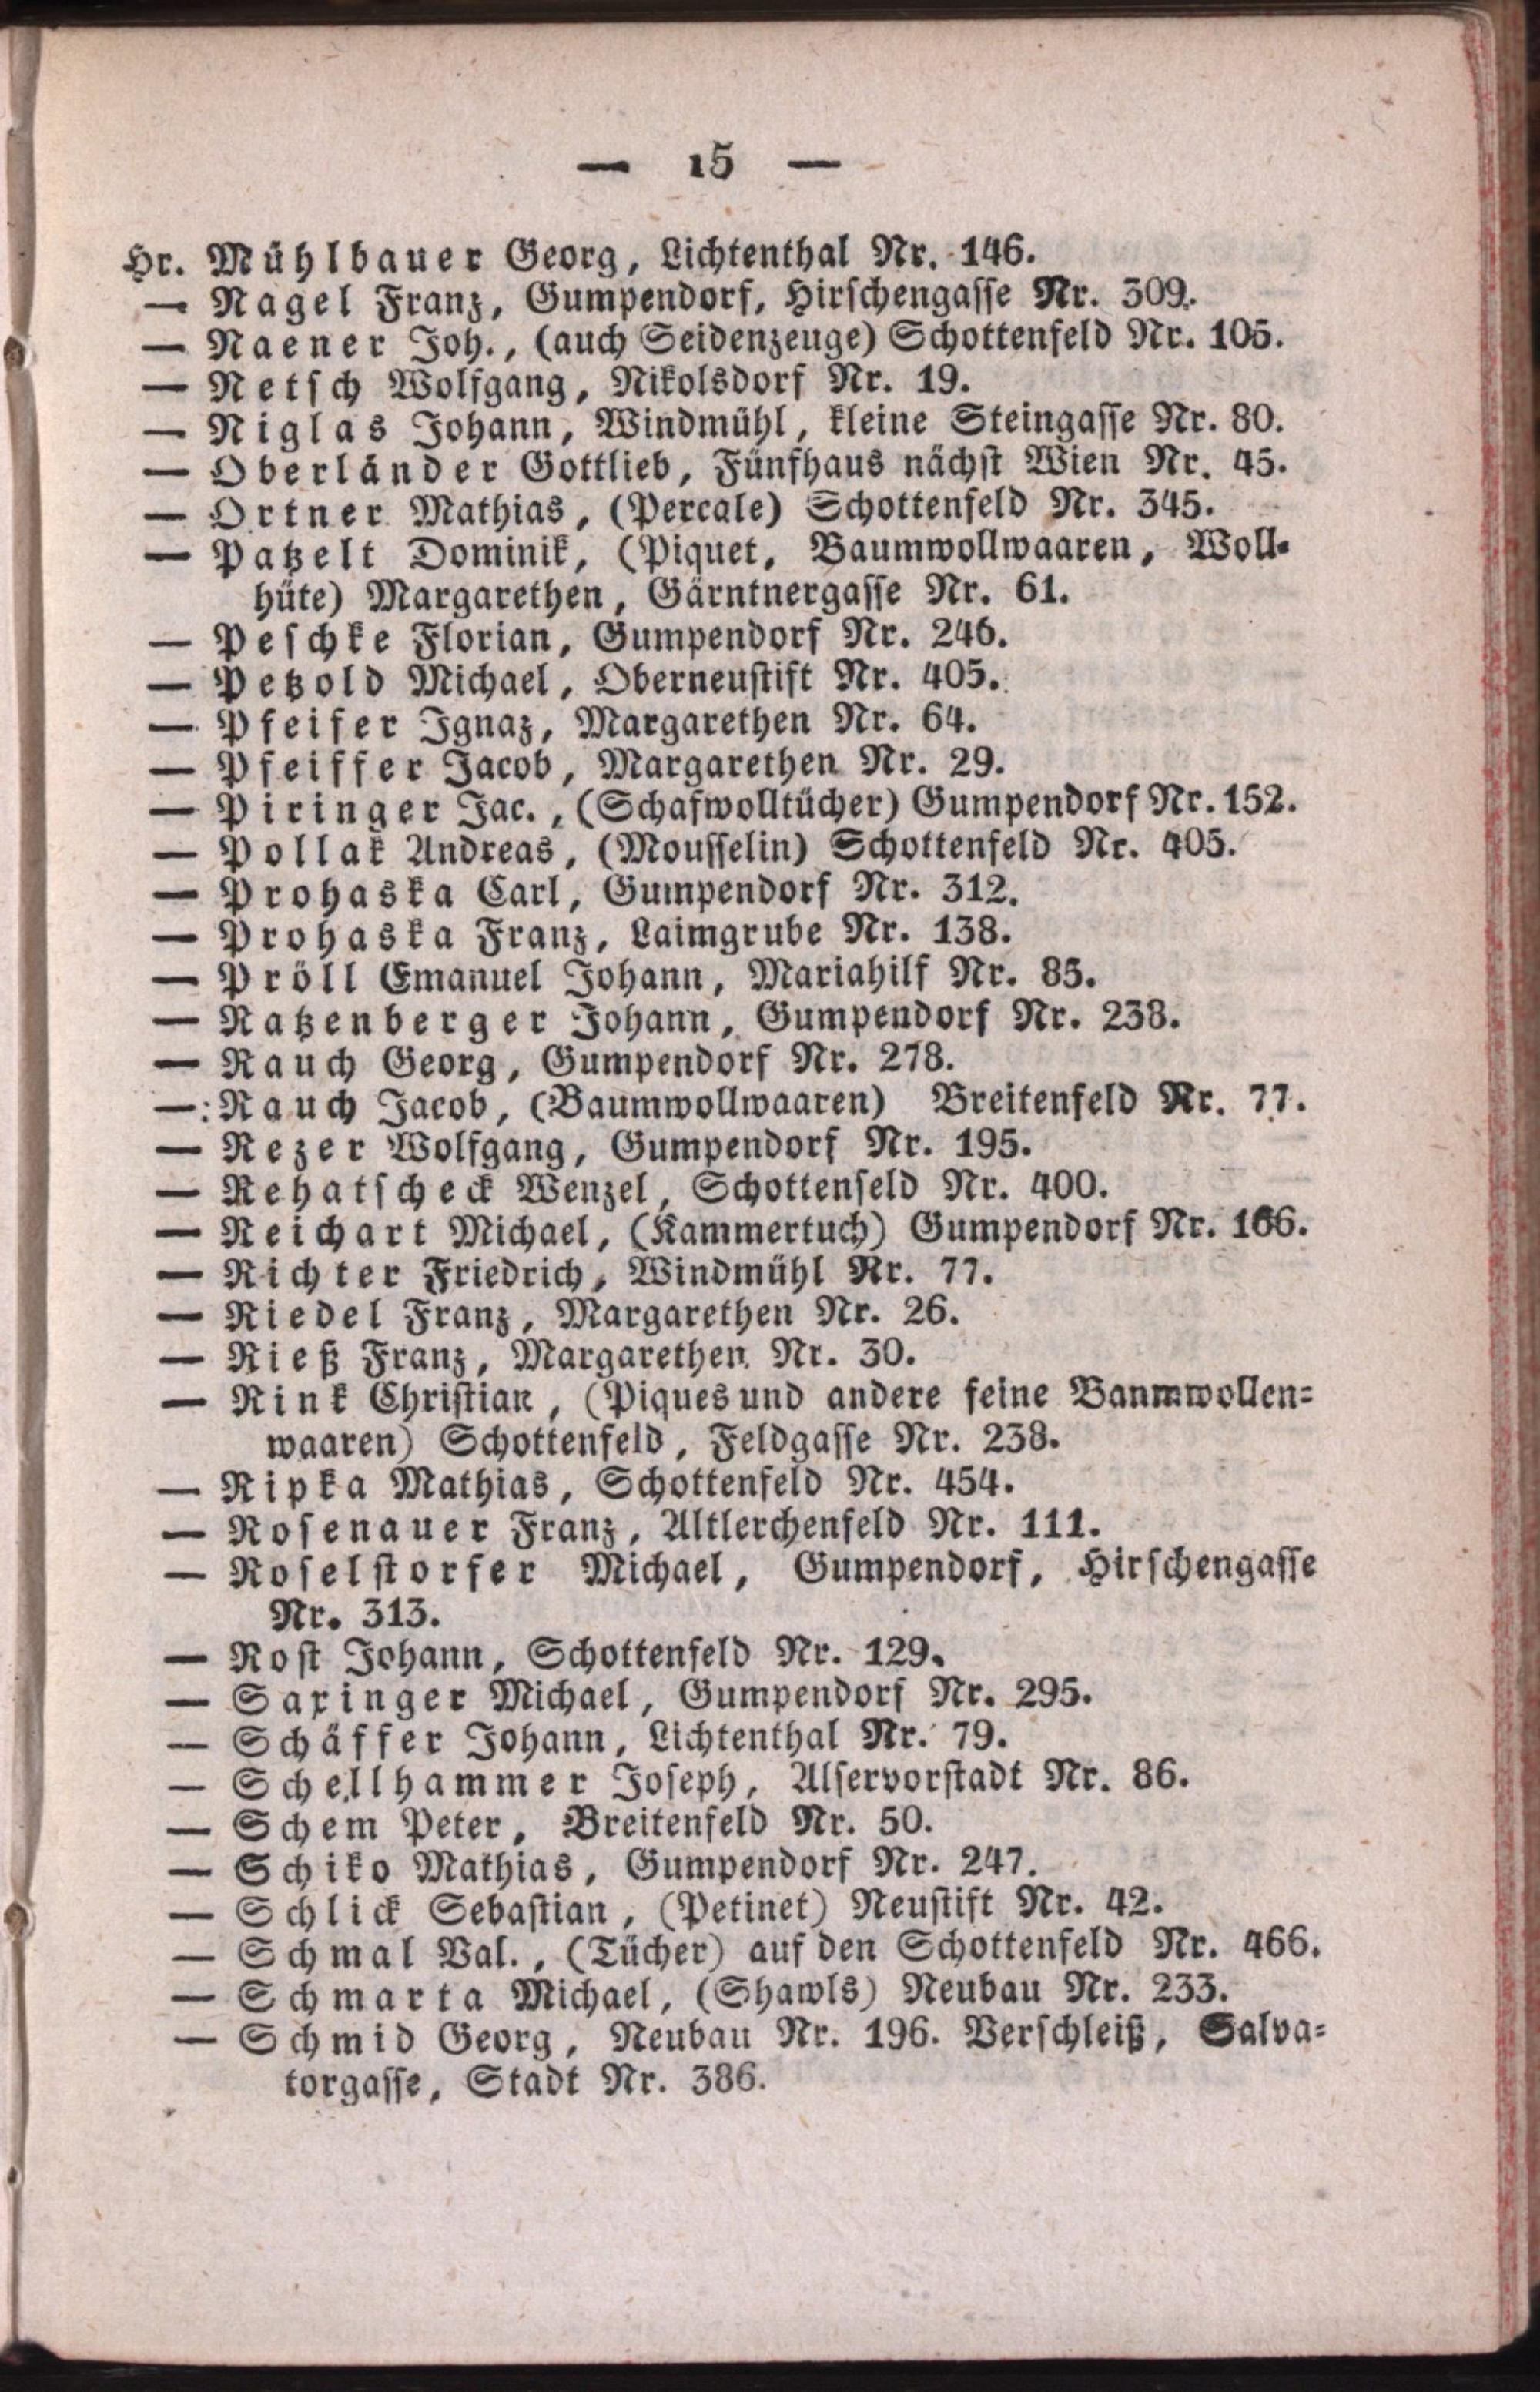 — 15 —
Hr. Mühlbauer Georg, Lichtenthal Nr. 146.
— Nagel Franz, Gumpendorf, Hirschengasse Nr. 309.
— Naener Joh., (auch Seidenzeuge) Schottenfeld Nr. 105.
— Netsch Wolfgang, Nikolsdorf Nr. 19.
— Niglas Johann, Windmühl, kleine Steingasse Nr. 80.
— Oberländer Gottlieb, Fünfhaus nächst Wien Nr. 45.
— Ortner Mathias, (Percale) Schottenfeld Nr. 345.
— Patzelt Dominik, (Piquet, Baumwollwaaren, Woll-
hüte) Margarethen, Gärntnergasse Nr. 61.
— Peschke Florian, Gumpendorf Nr. 246.
— Petzold Michael, Oberneustift Nr. 405.
— Pfeifer Ignaz, Margarethen Nr. 64.
— Pfeiffer Jacob, Margarethen Nr. 29.
— Piringer Jac., (Schafwolltücher) Gumpendorf Nr. 152.
— Pollak Andreas, (Mousselin) Schottenfeld Nr. 405.
— Prohaska Carl, Gumpendorf Nr. 312.
— Prohaska Franz, Laimgrube Nr. 138.
— Pröll Emanuel Johann, Mariahilf Nr. 85.
— Ratzenberger Johann, Gumpendorf Nr. 238.
— Rauch Georg, Gumpendorf Nr. 278.
— Rauch Jacob, (Baumwollwaaren) Breitenfeld Nr. 77.
— Rezer Wolfgang, Gumpendorf Nr. 195.
— Rehatscheck Wenzel, Schottenfeld Nr. 400.
— Reichart Michael, (Kammertuch) Gumpendorf Nr. 166.
— Richter Friedrich, Windmühl Nr. 77.
— Riedel Franz, Margarethen Nr. 26.
— Rieß Franz, Margarethen Nr. 30.
— Rink Christian, (Piques und andere feine Banmwollen-
waaren) Schottenfeld, Feldgasse Nr. 238.
— Ripka Mathias, Schottenfeld Nr. 454.
— Rosenauer Franz, Altlerchenfeld Nr. 111.
— Roselstorfer Michael, Gumpendorf, Hirschengasse
Nr. 313.
— Rost Johann, Schottenfeld Nr. 129.
— Saxinger Michael, Gumpendorf Nr. 295.
— Schäffer Johann, Lichtenthal Nr. 79.
— Schellhammer Joseph, Alservorstadt Nr. 86.
— Schem Peter, Breitenfeld Nr. 50.
— Schiko Mathias, Gumpendorf Nr. 247.
— Schlick Sebastian, (Petinet) Neustift Nr. 42.
— Schmal Val., (Tücher) auf den Schottenfeld Nr. 466.
— Schmarta Michael, (Shawls) Neubau Nr. 233.
— Schmid Georg, Neubau Nr. 196. Verschleiß, Salva-
torgasse, Stadt Nr. 386.